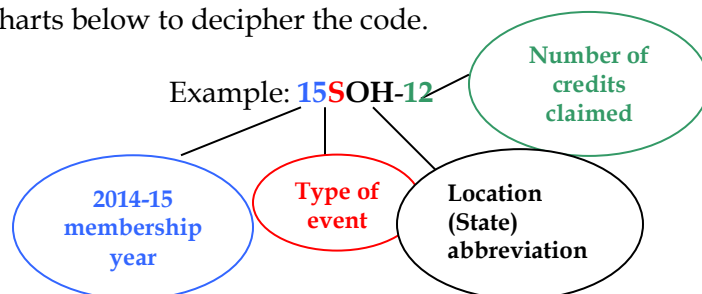 harts below to decipher the code.
Example: 15SOH-12
Number of
credits
claimed
2014-15
membership
year
Type of
event
Location
(State)
abbreviation